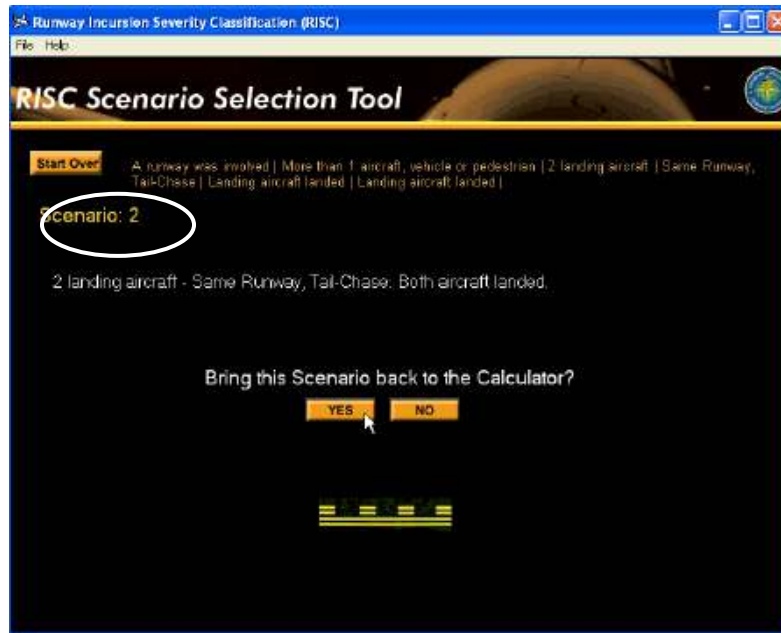 Runway Incursion Severity Classification (RISC)
File Help
RISC Scenario Selection Tool
Start Over
A runway was involved | More than 1 aircraft, vehicle or pedestrian | 2 landing aircraft | Same Runway,
Tail-Chase | Landing aircraft landed | Landing aircraft landed |
Scenario: 2
2 landing aircraft - Same Runway, Tail-Chase. Both aircraft landed.
Bring this Scenario back to the Calculator?
YES NO